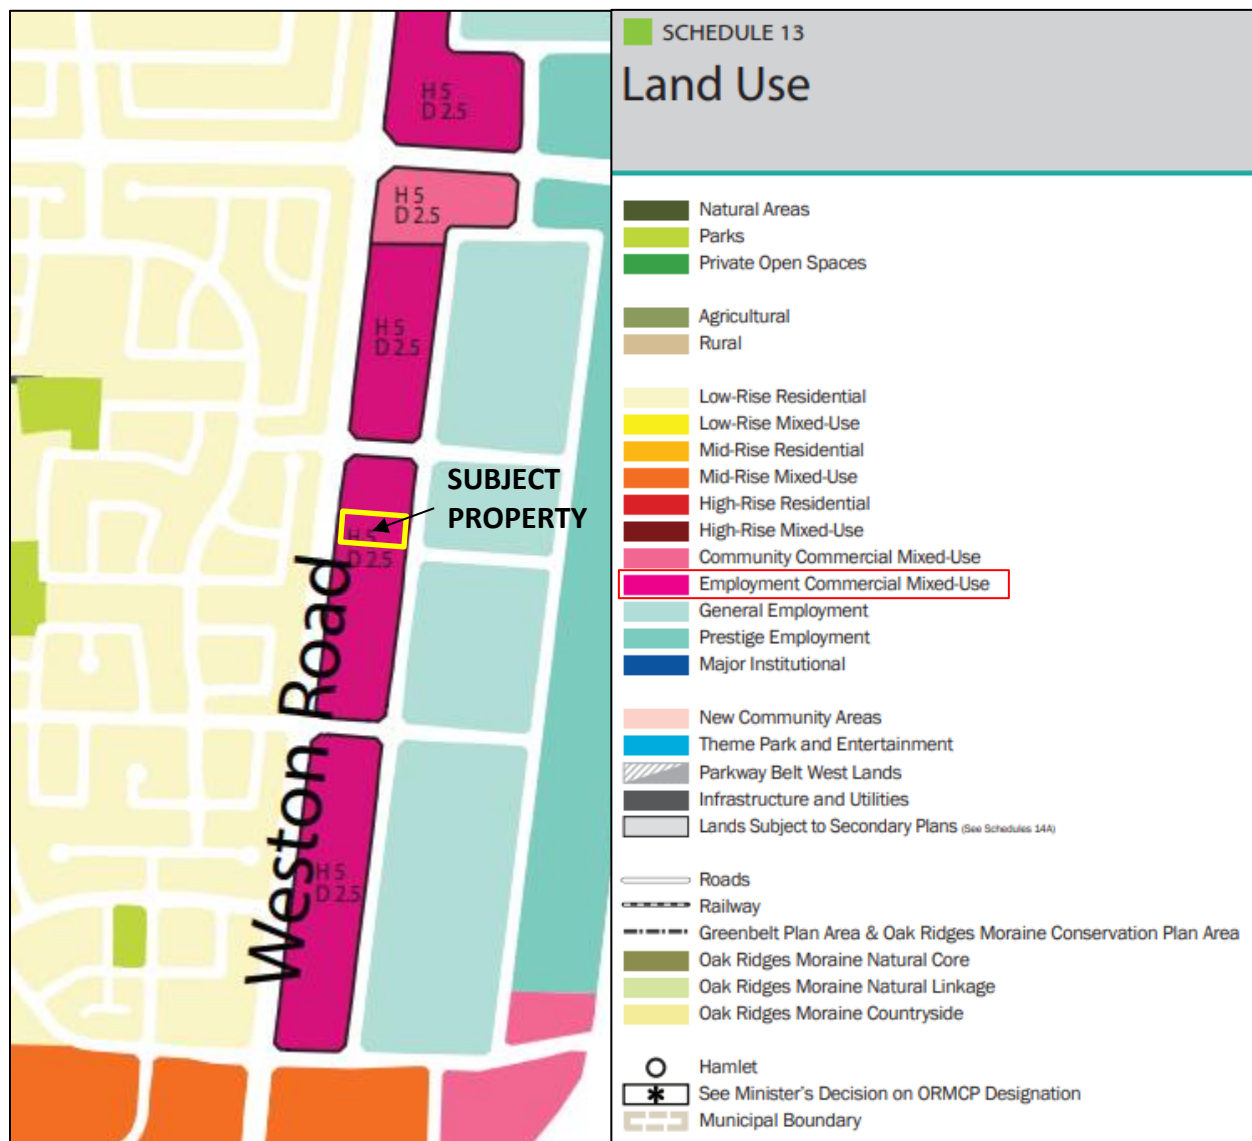 H 5
D 2.5
H 5
D 2.5
H 5
D 2.5
SUBJECT
PROPERTY
H 5
D 2.5
Weston Road
H 5
D 2.5
SCHEDULE 13
Land Use
Natural Areas
Parks
Private Open Spaces
Agricultural
Rural
Low-Rise Residential
Low-Rise Mixed-Use
Mid-Rise Residential
Mid-Rise Mixed-Use
High-Rise Residential
High-Rise Mixed-Use
Community Commercial Mixed-Use
Employment Commercial Mixed-Use
General Employment
Prestige Employment
Major Institutional
New Community Areas
Theme Park and Entertainment
Parkway Belt West Lands
Infrastructure and Utilities
Lands Subject to Secondary Plans (See Schedules 14A)
Roads
Railway
Greenbelt Plan Area & Oak Ridges Moraine Conservation Plan Area
Oak Ridges Moraine Natural Core
Oak Ridges Moraine Natural Linkage
Oak Ridges Moraine Countryside
Hamlet
See Minister's Decision on ORMCP Designation
Municipal Boundary